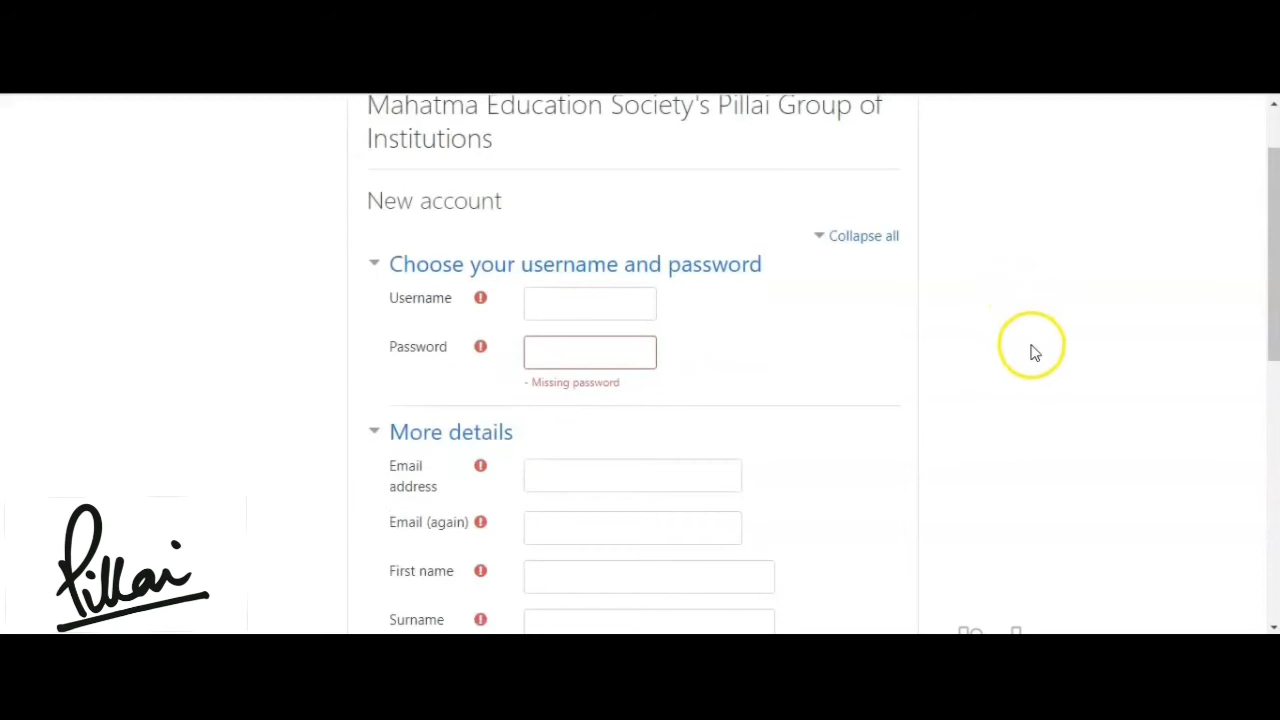 Mahatma Education Society's Pillai Group of
Institutions
New account
Collapse all
Choose your username and password
Username
Password
- Missing password
More details
Email
address
Email (again)
First name
Surname
Pillai